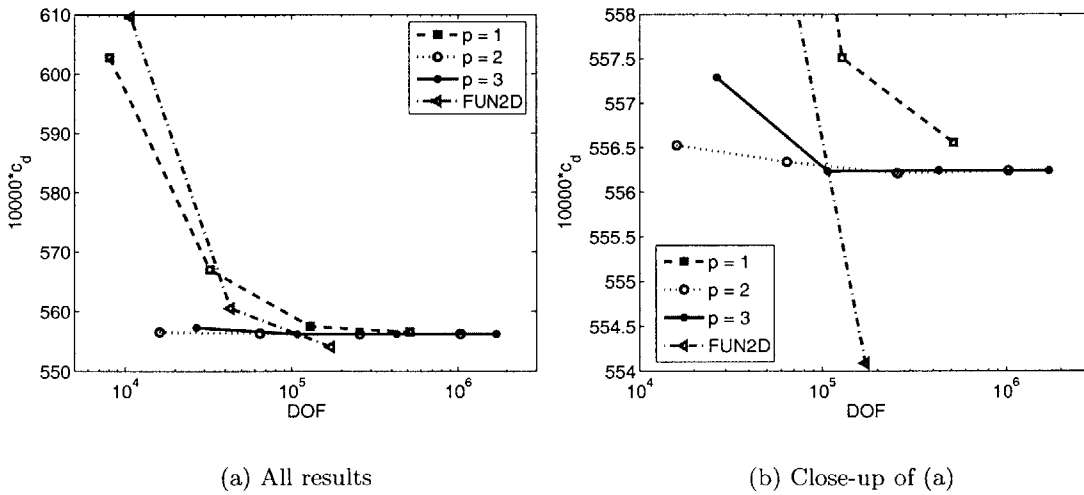 610
600
590
580
570
560
550
10000*c_d
10^4
10^5
10^6
DOF
p = 1
p = 2
p = 3
FUN2D
(a) All results
558
557.5
557
556.5
556
555.5
555
554.5
554
10000*c_d
10^4
10^5
10^6
DOF
p = 1
p = 2
p = 3
FUN2D
(b) Close-up of (a)